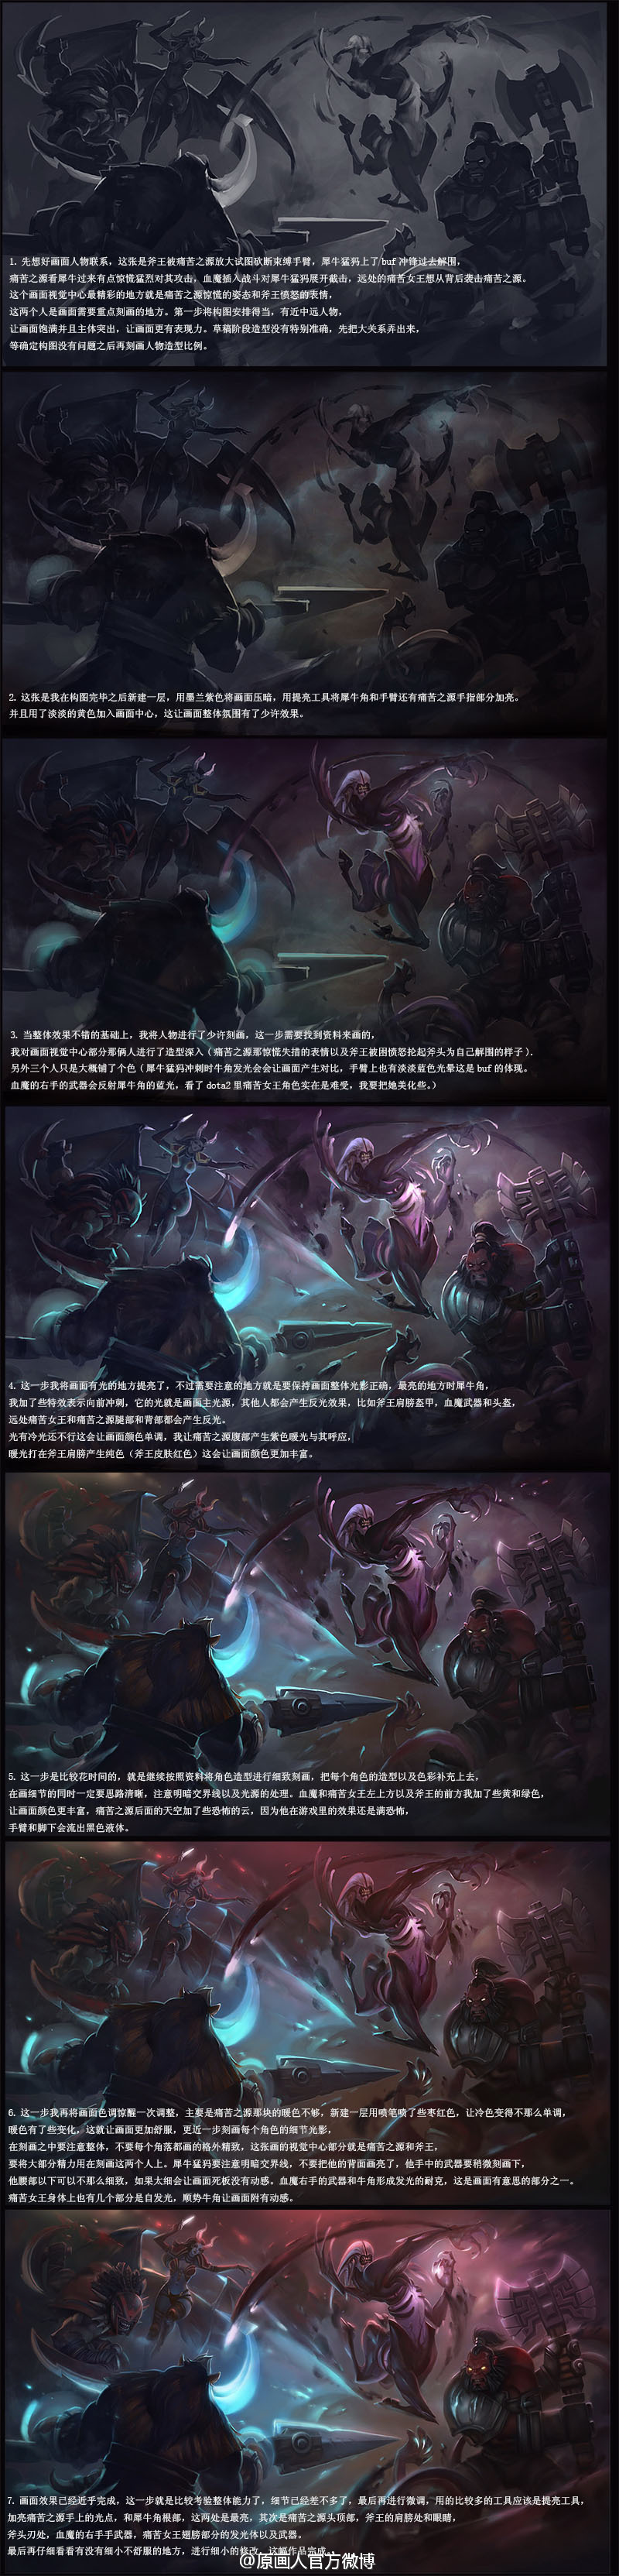 1. 先想好画面人物联系，这张是斧王被痛苦之源放大试图砍断束缚手臂，犀牛猛犸上了 buf 冲锋过去解围，
痛苦之源看犀牛过来有点惊慌猛烈对其攻击，血魔插入战斗对犀牛猛犸展开截击，远处的痛苦女王想从背后袭击痛苦之源。
这个画面视觉中心最精彩的地方就是痛苦之源惊慌的姿态和斧王愤怒的表情，
这两个人是画面需要重点刻画的地方。第一步将构图安排得当，有近中远人物，
让画面饱满并且主体突出，让画面更有表现力。草稿阶段造型没有特别准确，先把大关系弄出来，
等确定构图没有问题之后再刻画人物造型比例。
2. 这张是我在构图完毕之后新建一层，用墨兰紫色将画面压暗，用提亮工具将犀牛角和手臂还有痛苦之源手指部分加亮。
并且用了淡淡的黄色加入画面中心，这让画面整体氛围有了少许效果。
3. 当整体效果不错的基础上，我将人物进行了少许刻画，这一步需要找到资料来画的，
我对画面视觉中心部分那俩人进行了造型深入（痛苦之源那惊慌失措的表情以及斧王被困愤怒抡起斧头为自己解围的样子）.
另外三个人只是大概铺了个色（犀牛猛犸冲刺时牛角发光会会让画面产生对比，手臂上也有淡淡蓝色光晕这是 buf 的体现。
血魔的右手的武器会反射犀牛角的蓝光，看了 dota2 里痛苦女王角色实在是难受，我要把她美化些。）
4. 这一步我将画面有光的地方提亮了，不过需要注意的地方就是要保持画面整体光影正确，最亮的地方时犀牛角，
我加了些特效表示向前冲刺，它的光就是画面主光源，其他人都会产生反光效果，比如斧王肩膀盔甲，血魔武器和头盔，
远处痛苦女王和痛苦之源腿部和背部都会产生反光。
光有冷光还不行这会让画面颜色单调，我让痛苦之源腹部产生紫色暖光与其呼应，
暖光打在斧王肩膀产生纯色（斧王皮肤红色）这会让画面颜色更加丰富。
5. 这一步是比较花时间的，就是继续按照资料将角色造型进行细致刻画，把每个角色的造型以及色彩补充上去，
在画细节的同时一定要思路清晰，注意明暗交界线以及光源的处理。血魔和痛苦女王左上方以及斧王的前方我加了些黄和绿色，
让画面颜色更丰富，痛苦之源后面的天空加了些恐怖的云，因为他在游戏里的效果还是满恐怖，
手臂和脚下会流出黑色液体。
6. 这一步我再将画面色调惊醒一次调整，主要是痛苦之源那块的暖色不够，新建一层用喷笔喷了些枣红色，让冷色变得不那么单调，
暖色有了些变化，这就让画面更加舒服，更近一步刻画每个角色的细节光影，
在刻画之中要注意整体，不要每个角落都画的格外精致，这张画的视觉中心部分就是痛苦之源和斧王，
要将大部分精力用在刻画这两个人上。犀牛猛犸要注意明暗交界线，不要把他的背面画亮了，他手中的武器要稍微刻画下，
他腰部以下可以不那么细致，如果太细会让画面死板没有动感。血魔右手的武器和牛角形成发光的耐克，这是画面有意思的部分之一。
痛苦女王身体上也有几个部分是自发光，顺势牛角让画面附有动感。
7. 画面效果已经近乎完成，这一步就是比较考验整体能力了，细节已经差不多了，最后再进行微调，用的比较多的工具应该是提亮工具，
加亮痛苦之源手上的光点，和犀牛角根部，这两处是最亮，其次是痛苦之源头顶部，斧王的肩膀处和眼睛，
斧头刃处，血魔的右手手武器，痛苦女王翅膀部分的发光体以及武器。
最后再仔细看看有没有细小不舒服的地方，进行细小的修改，这幅作品完成。
@原画人官方微博